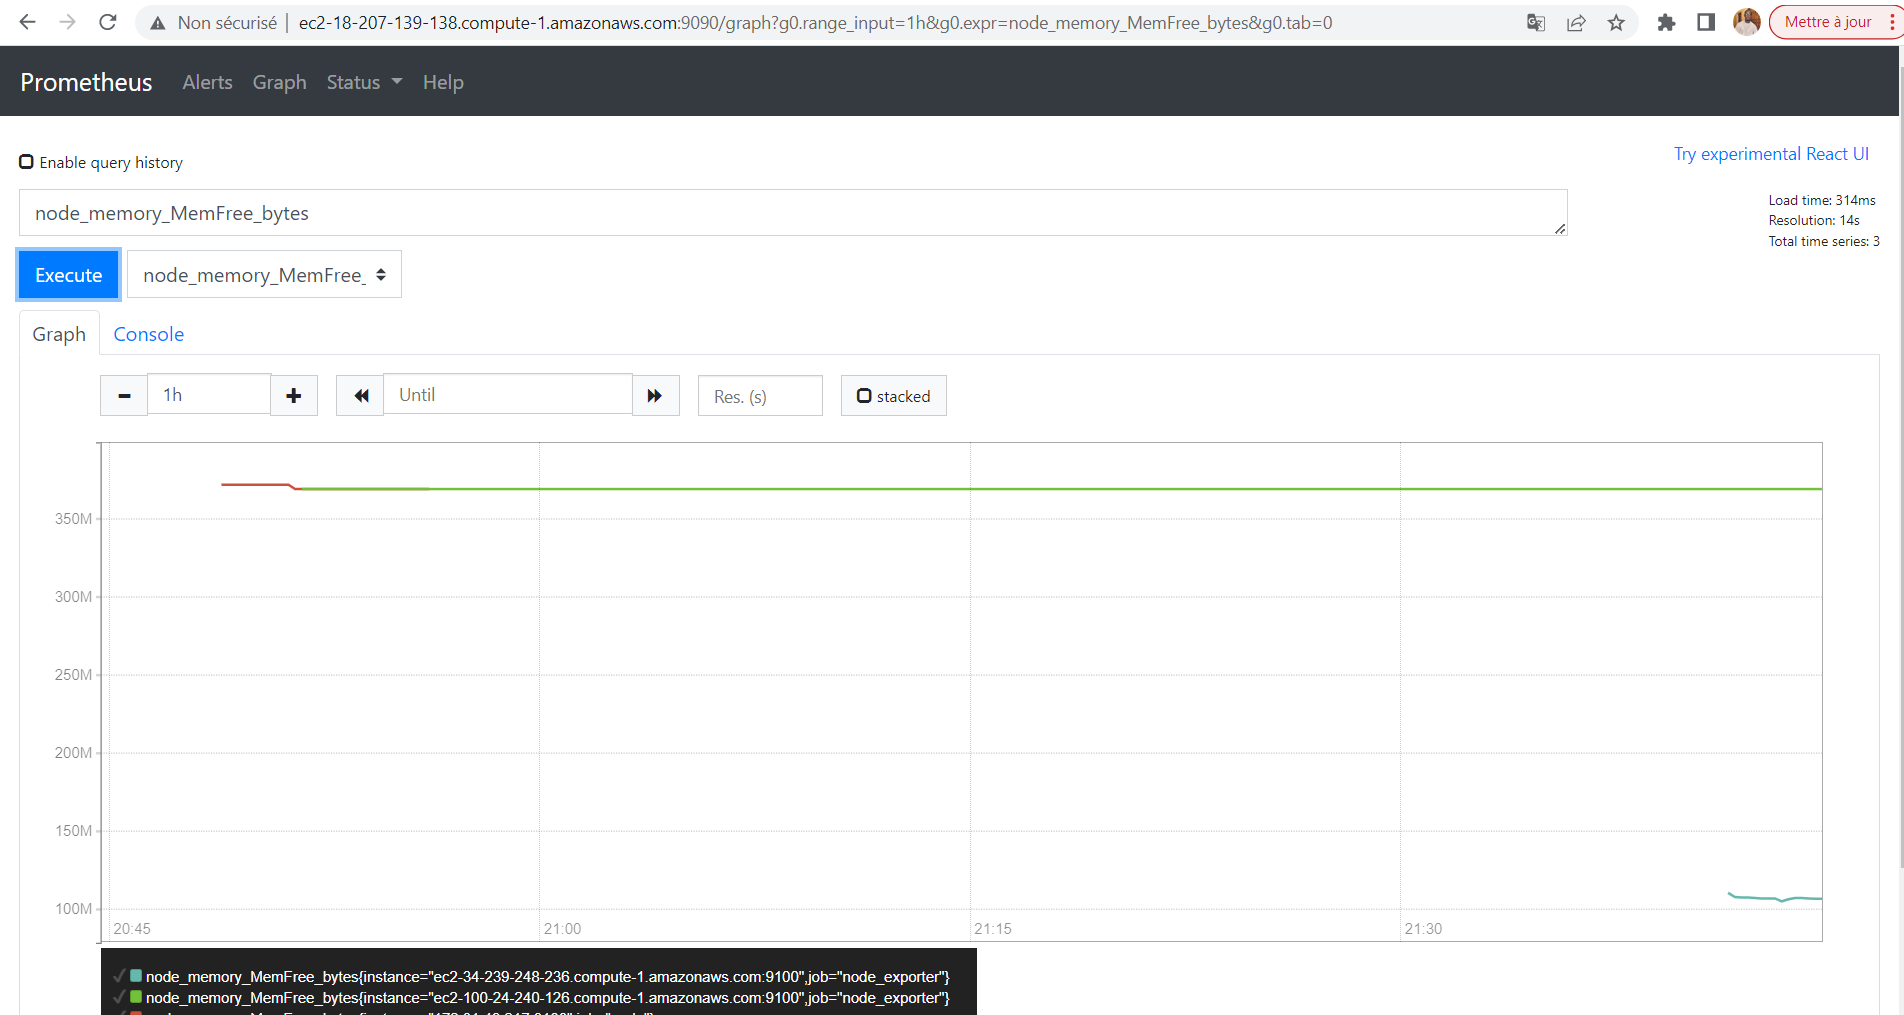 Non sécurisé | ec2-18-207-139-138.compute-1.amazonaws.com:9090/graph?g0.range_input=1h&g0.expr=node_memory_MemFree_bytes&g0.tab=0
Mettre à jour
Prometheus Alerts Graph Status Help
Enable query history
Try experimental React UI
node_memory_MemFree_bytes
Load time: 314ms
Resolution: 14s
Total time series: 3
Execute
node_memory_MemFree_
Graph
Console
1h
Until
Res. (s)
stacked
350M
300M
250M
200M
150M
100M
20:45
21:00
21:15
21:30
node_memory_MemFree_bytes{instance="ec2-34-239-248-236.compute-1.amazonaws.com:9100",job="node_exporter"}
node_memory_MemFree_bytes{instance="ec2-100-24-240-126.compute-1.amazonaws.com:9100",job="node_exporter"}